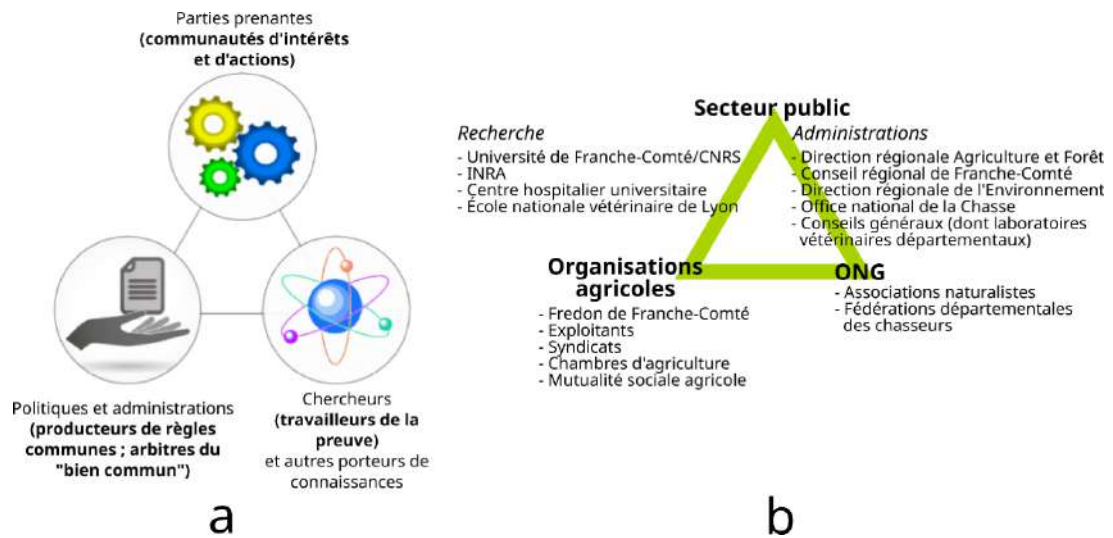 Parties prenantes
(communautés d'intérêts
et d'actions)
Politiques et administrations
(producteurs de règles
communes ; arbitres du
"bien commun")
Chercheurs
(travailleurs de la
preuve)
et autres porteurs de
connaissances
a
Secteur public
Recherche
- Université de Franche-Comté/CNRS
- INRA
- Centre hospitalier universitaire
- École nationale vétérinaire de Lyon
Administrations
- Direction régionale Agriculture et Forêt
- Conseil régional de Franche-Comté
- Direction régionale de l'Environnement
- Office national de la Chasse
- Conseils généraux (dont laboratoires
vétérinaires départementaux)
Organisations
agricoles
- Fredon de Franche-Comté
- Exploitants
- Syndicats
- Chambres d'agriculture
- Mutualité sociale agricole
ONG
- Associations naturalistes
- Fédérations départementales
des chasseurs
b